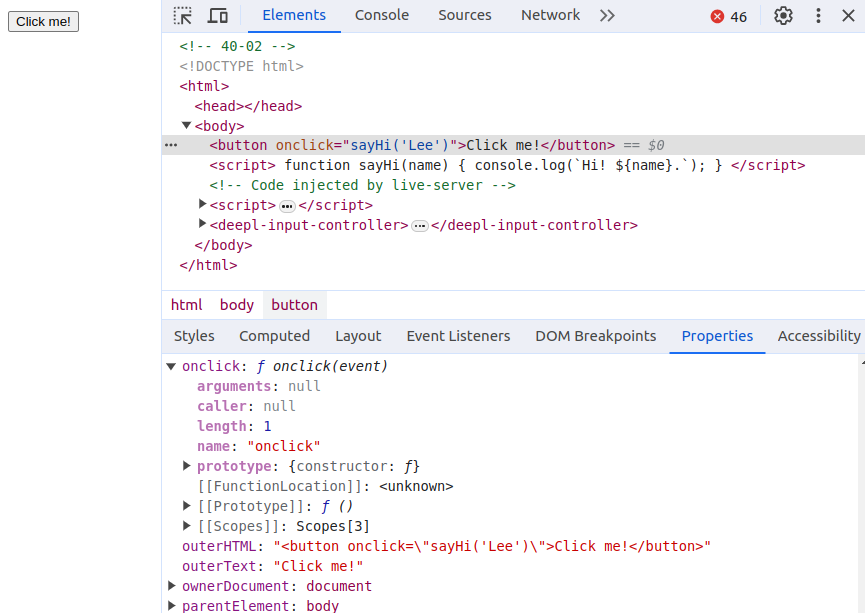 Click me!
Elements Console Sources Network 46
<!-- 40-02 -->
<!DOCTYPE html>
<html>
<head></head>
<body>
<button onclick="sayHi('Lee')">Click me!</button> == $0
<script> function sayHi(name) { console.log(`Hi! ${name}.`); } </script>
<!-- Code injected by live-server -->
<script>…</script>
<deepl-input-controller>…</deepl-input-controller>
</body>
</html>
html body button
Styles Computed Layout Event Listeners DOM Breakpoints Properties Accessibility
onclick: ƒ onclick(event)
arguments: null
caller: null
length: 1
name: "onclick"
prototype: {constructor: ƒ}
[[FunctionLocation]]: <unknown>
[[Prototype]]: ƒ ()
[[Scopes]]: Scopes[3]
outerHTML: "<button onclick=\"sayHi('Lee')\">Click me!</button>"
outerText: "Click me!"
ownerDocument: document
parentElement: body